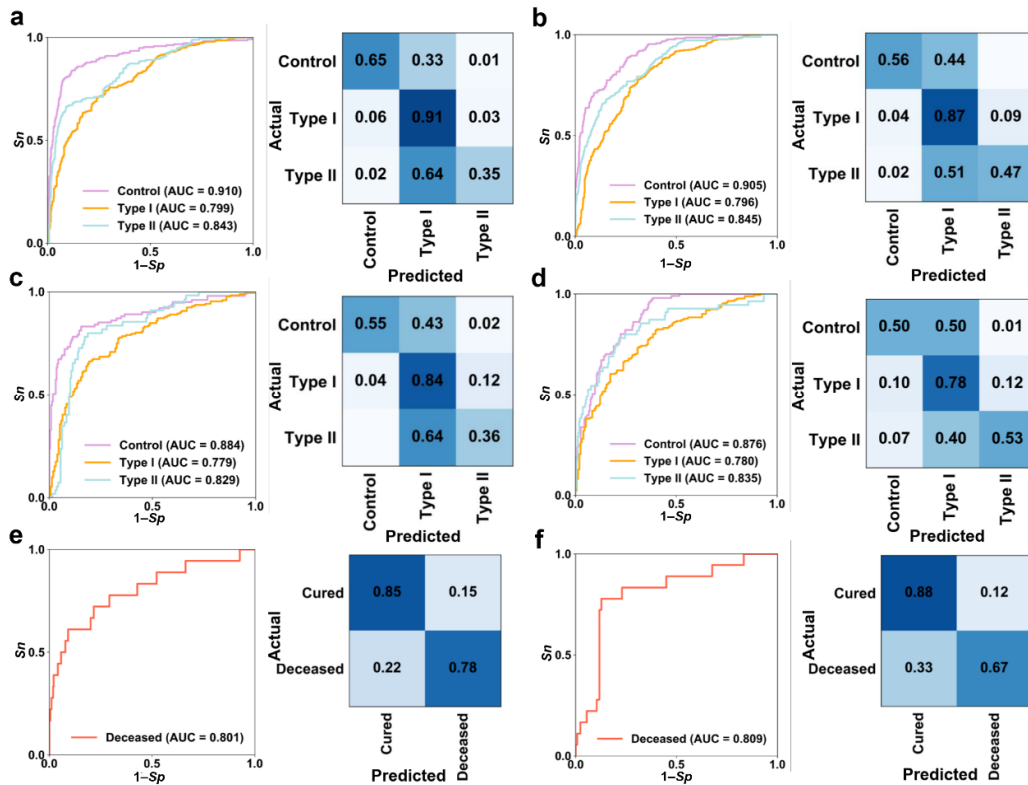 a
1.0
0.5
0.0
Sn
0.5
1.0
1–Sp
Control (AUC = 0.910)
Type I (AUC = 0.799)
Type II (AUC = 0.843)
Actual
Control
Type I
Type II
0.65 0.33 0.01
0.06 0.91 0.03
0.02 0.64 0.35
Control
Type I
Type II
Predicted
b
1.0
0.5
0.0
Sn
0.5
1.0
1–Sp
Control (AUC = 0.905)
Type I (AUC = 0.796)
Type II (AUC = 0.845)
Actual
Control
Type I
Type II
0.56 0.44
0.04 0.87 0.09
0.02 0.51 0.47
Control
Type I
Type II
Predicted
c
1.0
0.5
0.0
Sn
0.5
1.0
1–Sp
Control (AUC = 0.884)
Type I (AUC = 0.779)
Type II (AUC = 0.829)
Actual
Control
Type I
Type II
0.55 0.43 0.02
0.04 0.84 0.12
0.64 0.36
Control
Type I
Type II
Predicted
d
1.0
0.5
0.0
Sn
0.5
1.0
1–Sp
Control (AUC = 0.876)
Type I (AUC = 0.780)
Type II (AUC = 0.835)
Actual
Control
Type I
Type II
0.50 0.50 0.01
0.10 0.78 0.12
0.07 0.40 0.53
Control
Type I
Type II
Predicted
e
1.0
0.5
0.0
Sn
0.5
1.0
1–Sp
Deceased (AUC = 0.801)
Actual
Cured
Deceased
0.85 0.15
0.22 0.78
Cured
Deceased
Predicted
f
1.0
0.5
0.0
Sn
0.5
1.0
1–Sp
Deceased (AUC = 0.809)
Actual
Cured
Deceased
0.88 0.12
0.33 0.67
Cured
Deceased
Predicted